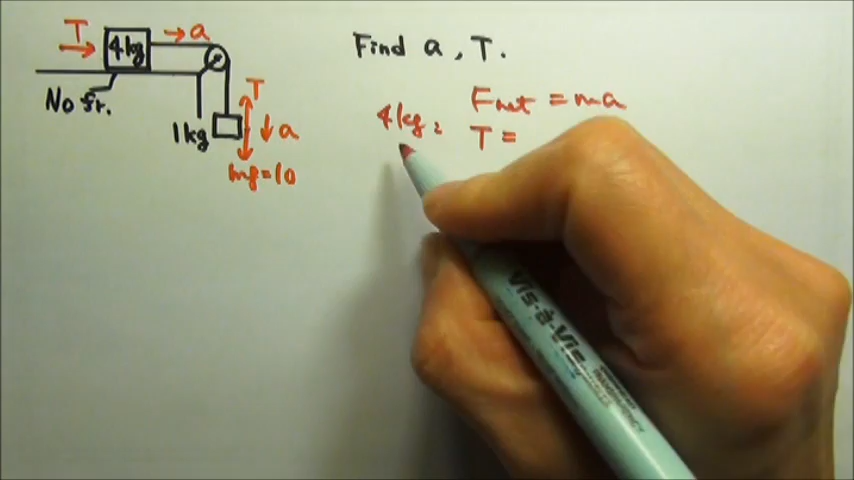 T
4kg
→ a
No fr.
1kg
T
↓ a
mg = 10
Find a, T.
Fnet = ma
4kg:
T =
Vis-à-Vis